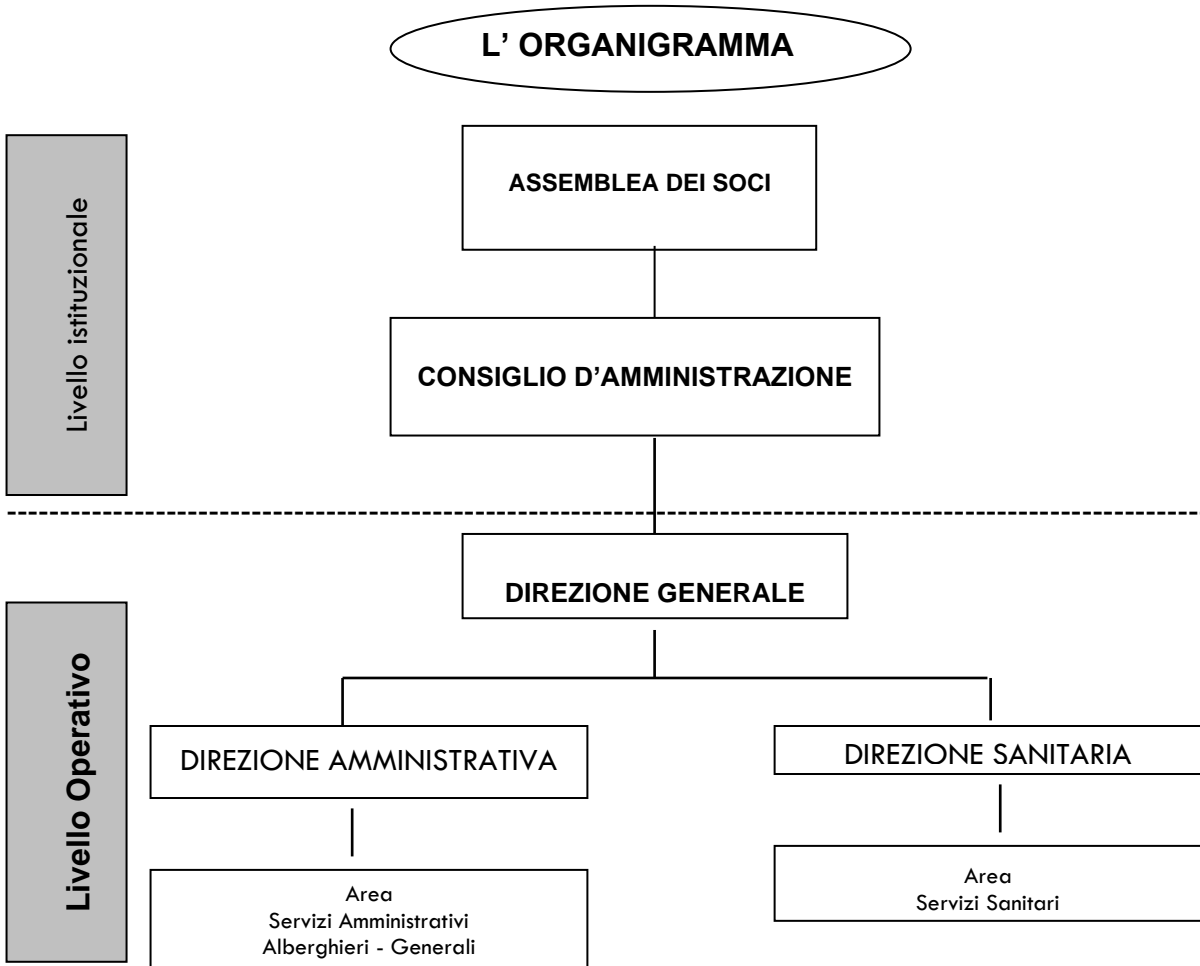 L' ORGANIGRAMMA
Livello istituzionale
ASSEMBLEA DEI SOCI
CONSIGLIO D'AMMINISTRAZIONE
DIREZIONE GENERALE
Livello Operativo
DIREZIONE AMMINISTRATIVA
DIREZIONE SANITARIA
Area
Servizi Amministrativi
Alberghieri - Generali
Area
Servizi Sanitari